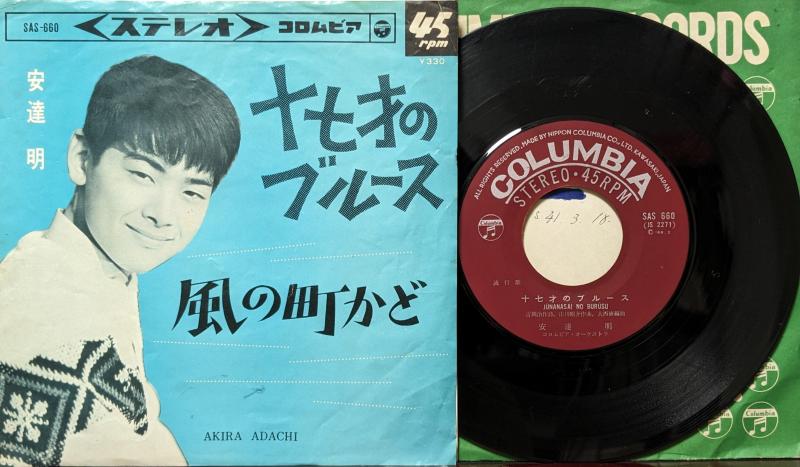 SAS-660
<ステレオ>
コロムビア
45
rpm
¥330
安達明
十七才の
ブルース
風の町かど
AKIRA ADACHI
RDS
Columbia
ALL RIGHTS RESERVED, MADE BY NIPPON COLUMBIA CO., LTD., KAWASAKI, JAPAN
COLUMBIA
STEREO・45RPM
S.41.3.18.
Columbia
SAS 660
(JS 2271)
流行歌
十七才のブルース
JUNANASAI NO BURUSU
安達明
コロムビア・オーケストラ
Columbia
Columbia